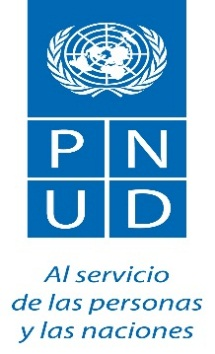 P N
U D
Al servicio
de las personas
y las naciones